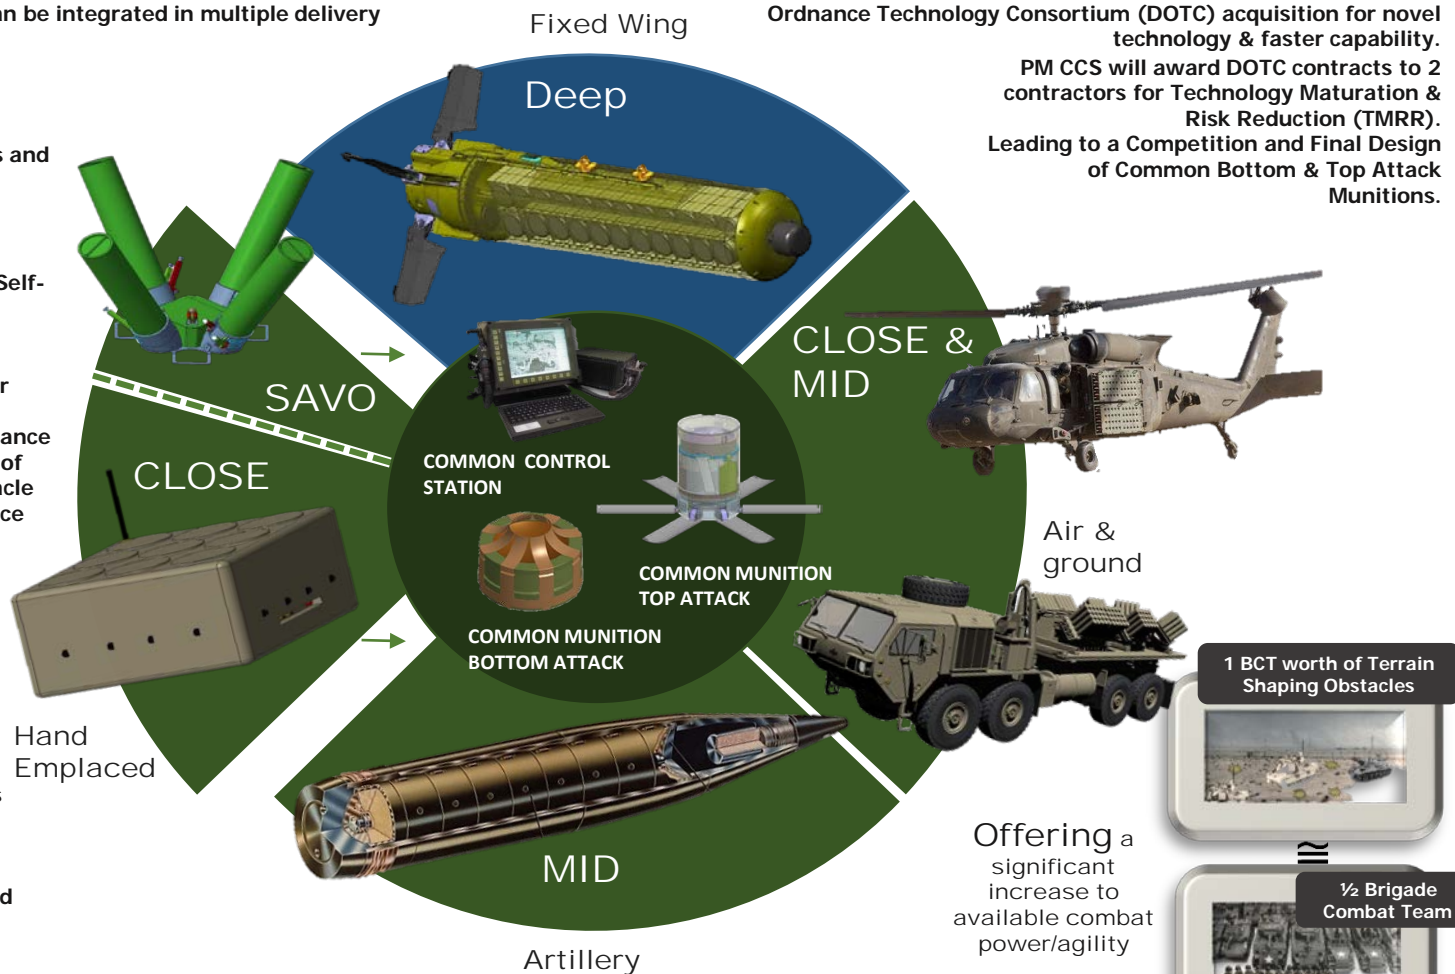 n be integrated in multiple delivery
Fixed Wing
Ordnance Technology Consortium (DOTC) acquisition for novel
technology & faster capability.
PM CCS will award DOTC contracts to 2
contractors for Technology Maturation &
Risk Reduction (TMRR).
Leading to a Competition and Final Design
of Common Bottom & Top Attack
Munitions.
s and
Self-
r
ance
of
cle
ce
Deep
SAVO
CLOSE
CLOSE &
MID
COMMON CONTROL
STATION
COMMON MUNITION
TOP ATTACK
COMMON MUNITION
BOTTOM ATTACK
Air &
ground
Hand
Emplaced
s
d
MID
Artillery
1 BCT worth of Terrain
Shaping Obstacles
≅
½ Brigade
Combat Team
Offering a
significant
increase to
available combat
power/agility